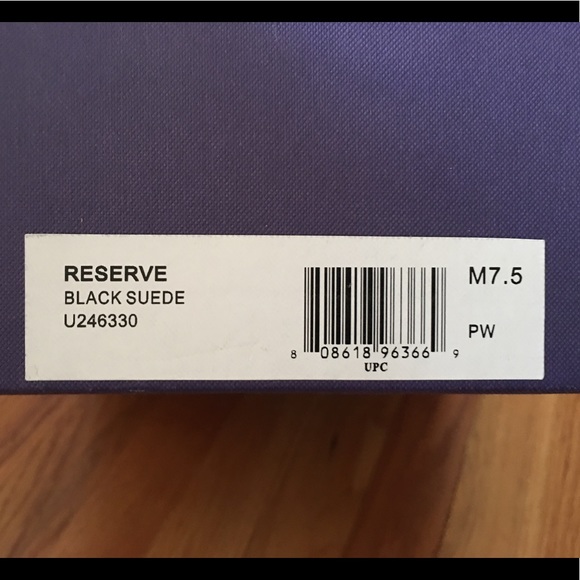 RESERVE
BLACK SUEDE
U246330
8 08618 96366 9
UPC
M7.5
PW